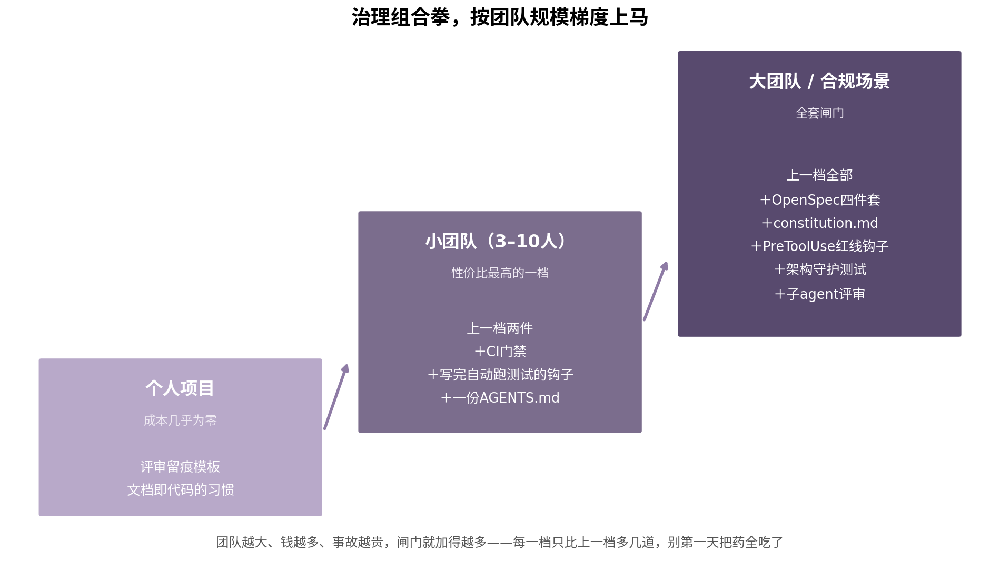 治理组合拳，按团队规模梯度上马
个人项目
成本几乎为零
评审留痕模板
文档即代码的习惯
小团队（3–10人）
性价比最高的一档
上一档两件
＋CI门禁
＋写完自动跑测试的钩子
＋一份AGENTS.md
大团队 / 合规场景
全套闸门
上一档全部
＋OpenSpec四件套
＋constitution.md
＋PreToolUse红线钩子
＋架构守护测试
＋子agent评审
团队越大、钱越多、事故越贵，闸门就加得越多——每一档只比上一档多几道，别第一天把药全吃了